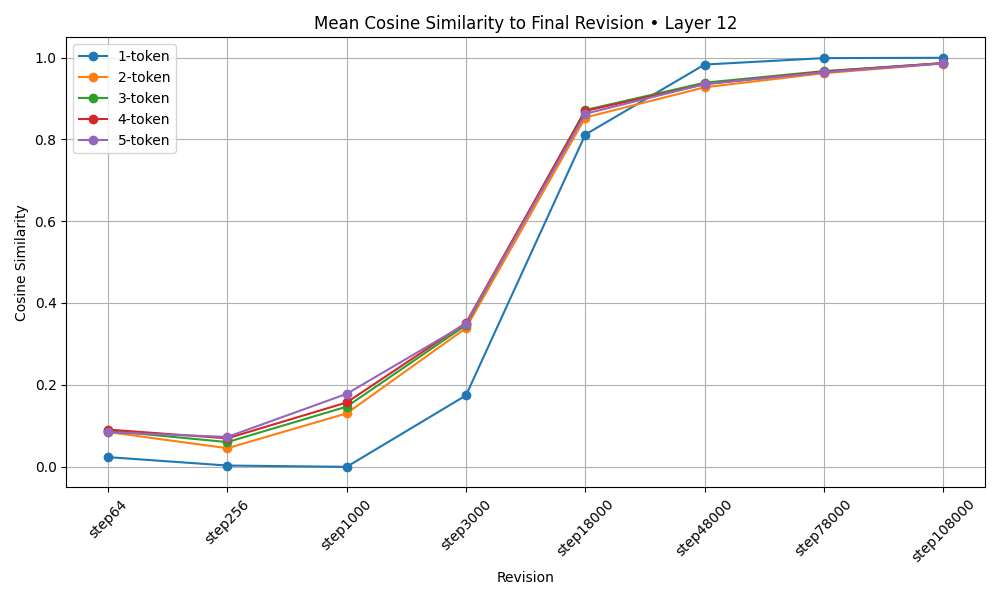 Mean Cosine Similarity to Final Revision • Layer 12
1-token
2-token
3-token
4-token
5-token
Cosine Similarity
1.0
0.8
0.6
0.4
0.2
0.0
step64
step256
step1000
step3000
step18000
step48000
step78000
step108000
Revision